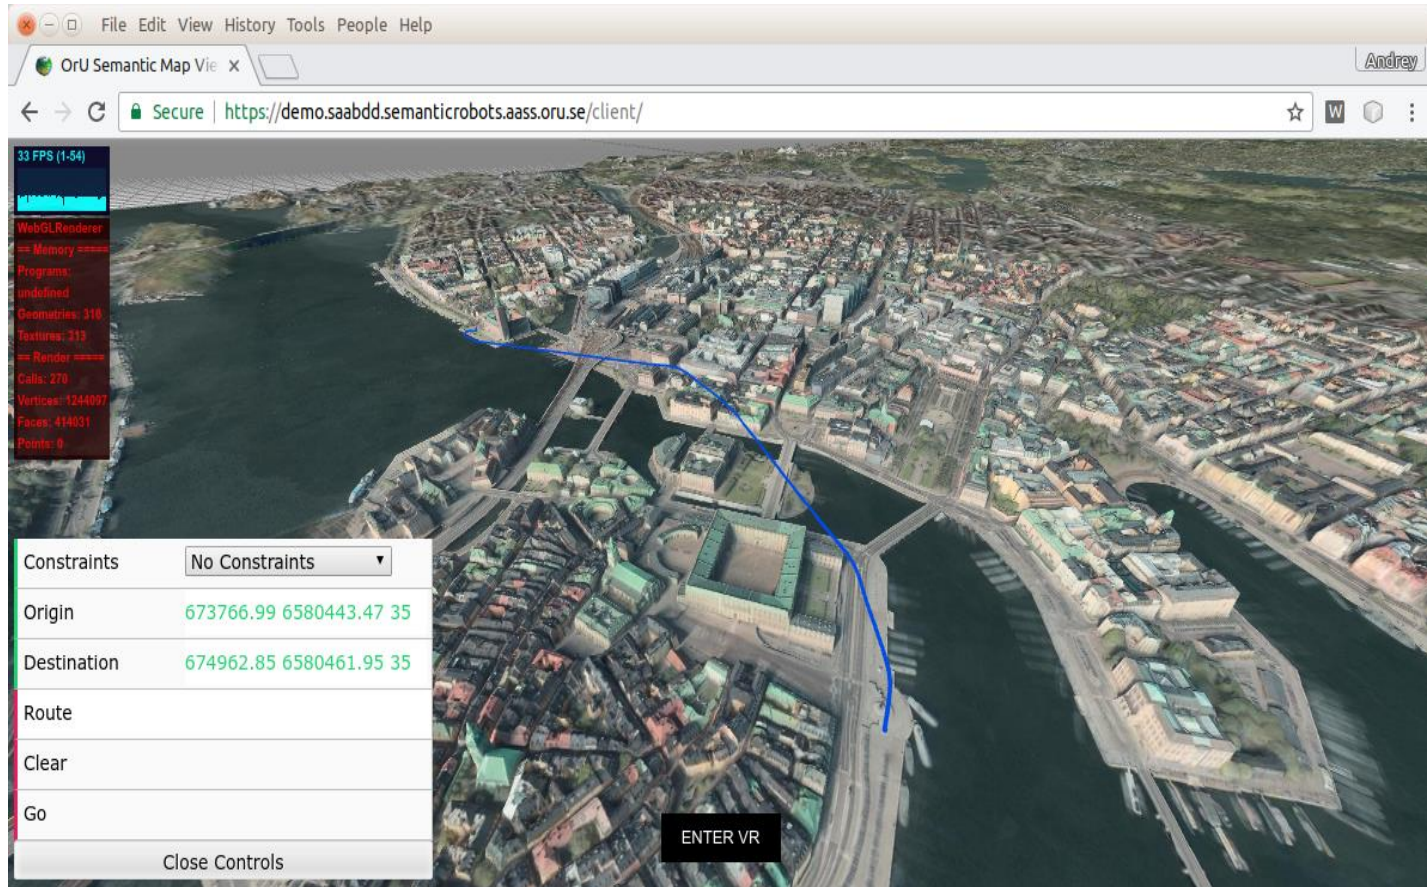 File Edit View History Tools People Help
OrU Semantic Map Vie
Andrey
Secure | https://demo.saabdd.semanticrobots.aass.oru.se/client/
W
33 FPS (1-54)
WebGLRenderer
== Memory =====
Programs:
undefined
Geometries: 316
Textures: 313
== Render =====
Calls: 270
Vertices: 1244097
Faces: 414031
Points: 0
Constraints No Constraints
Origin 673766.99 6580443.47 35
Destination 674962.85 6580461.95 35
Route
Clear
Go
Close Controls
ENTER VR